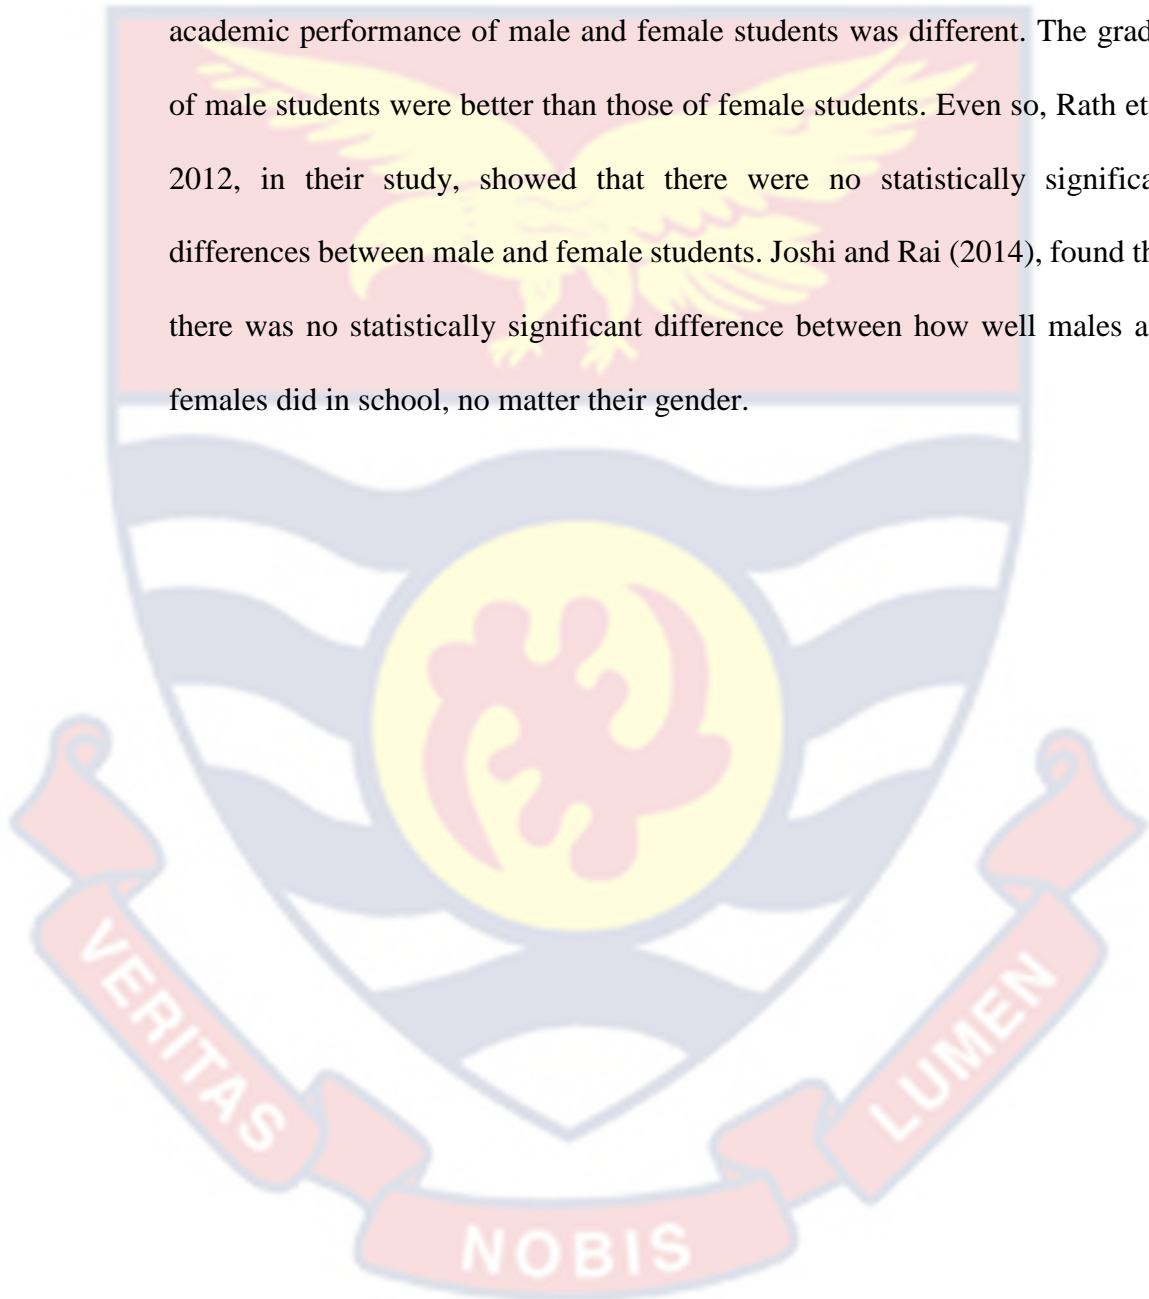 academic performance of male and female students was different. The grad
of male students were better than those of female students. Even so, Rath et
2012, in their study, showed that there were no statistically significa
differences between male and female students. Joshi and Rai (2014), found th
there was no statistically significant difference between how well males a
females did in school, no matter their gender.
VERITAS
NOBIS
LUMEN